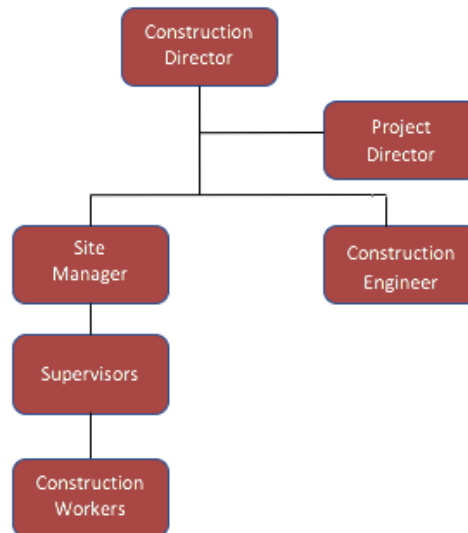 Construction
Director
Project
Director
Site
Manager
Construction
Engineer
Supervisors
Construction
Workers